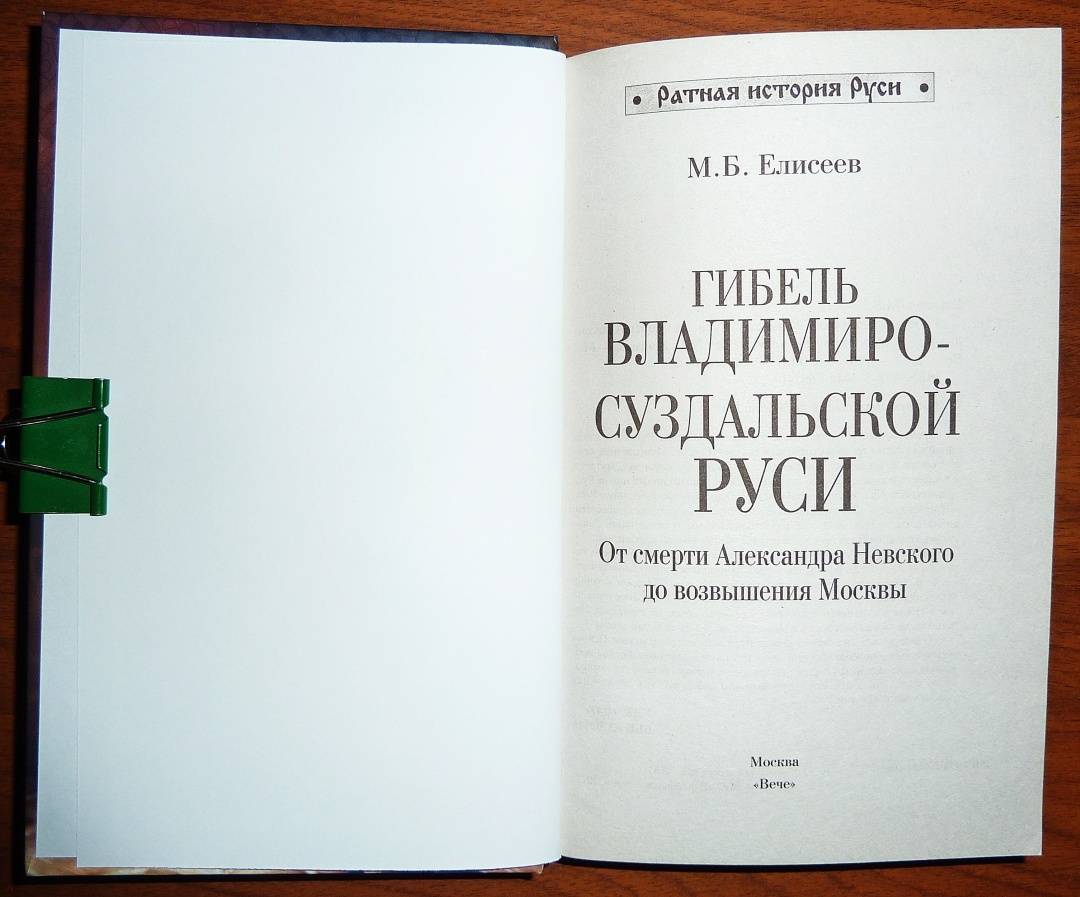 • Ратная история Руси •
М.Б. Елисеев
ГИБЕЛЬ
ВЛАДИМИРО-
СУЗДАЛЬСКОЙ
РУСИ
От смерти Александра Невского
до возвышения Москвы
Москва
«Вече»